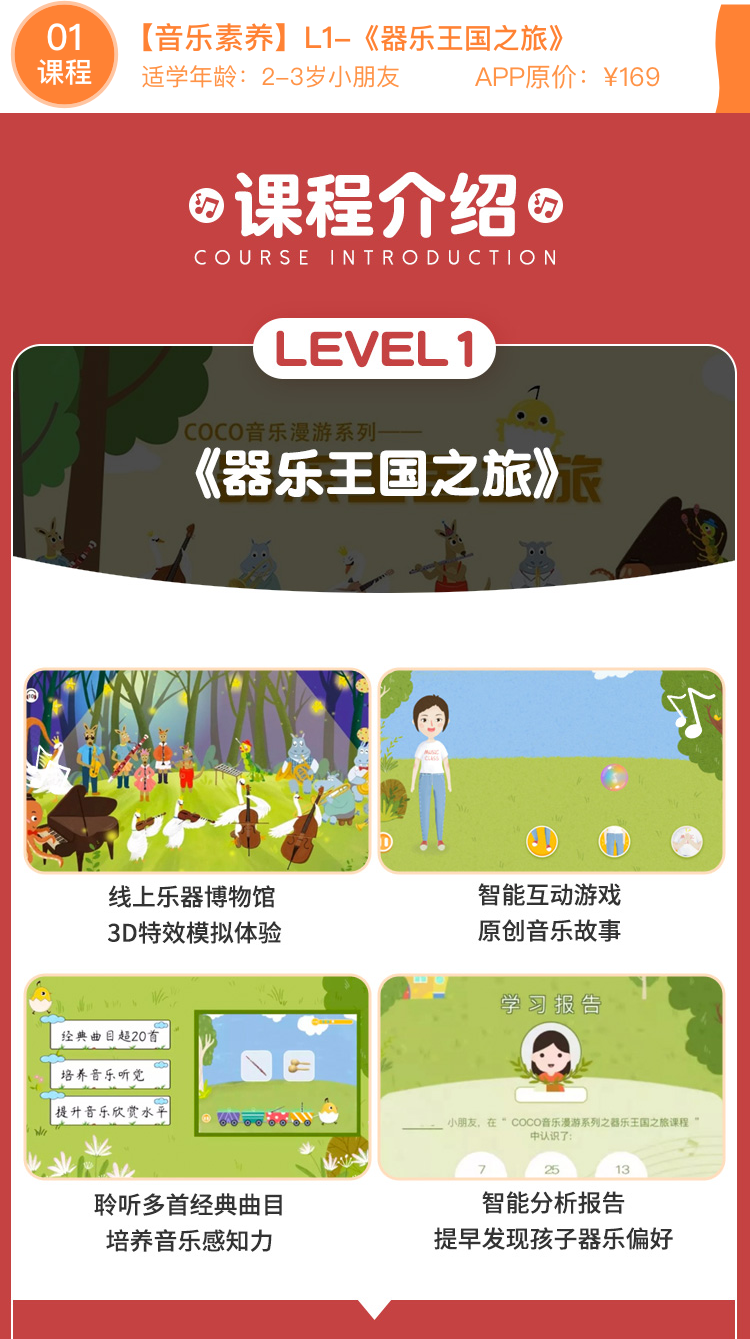 01
课程
【音乐素养】L1-《器乐王国之旅》
适学年龄：2-3岁小朋友
APP原价：¥169
课程介绍
COURSE INTRODUCTION
LEVEL 1
COCO音乐漫游系列——
《器乐王国之旅》
MUSIC
CLASS
线上乐器博物馆
3D特效模拟体验
智能互动游戏
原创音乐故事
经典曲目超20首
培养音乐听觉
提升音乐欣赏水平
学习报告
小朋友，在“ COCO音乐漫游系列之器乐王国之旅课程 ”
中认识了:
7
25
13
聆听多首经典曲目
培养音乐感知力
智能分析报告
提早发现孩子器乐偏好